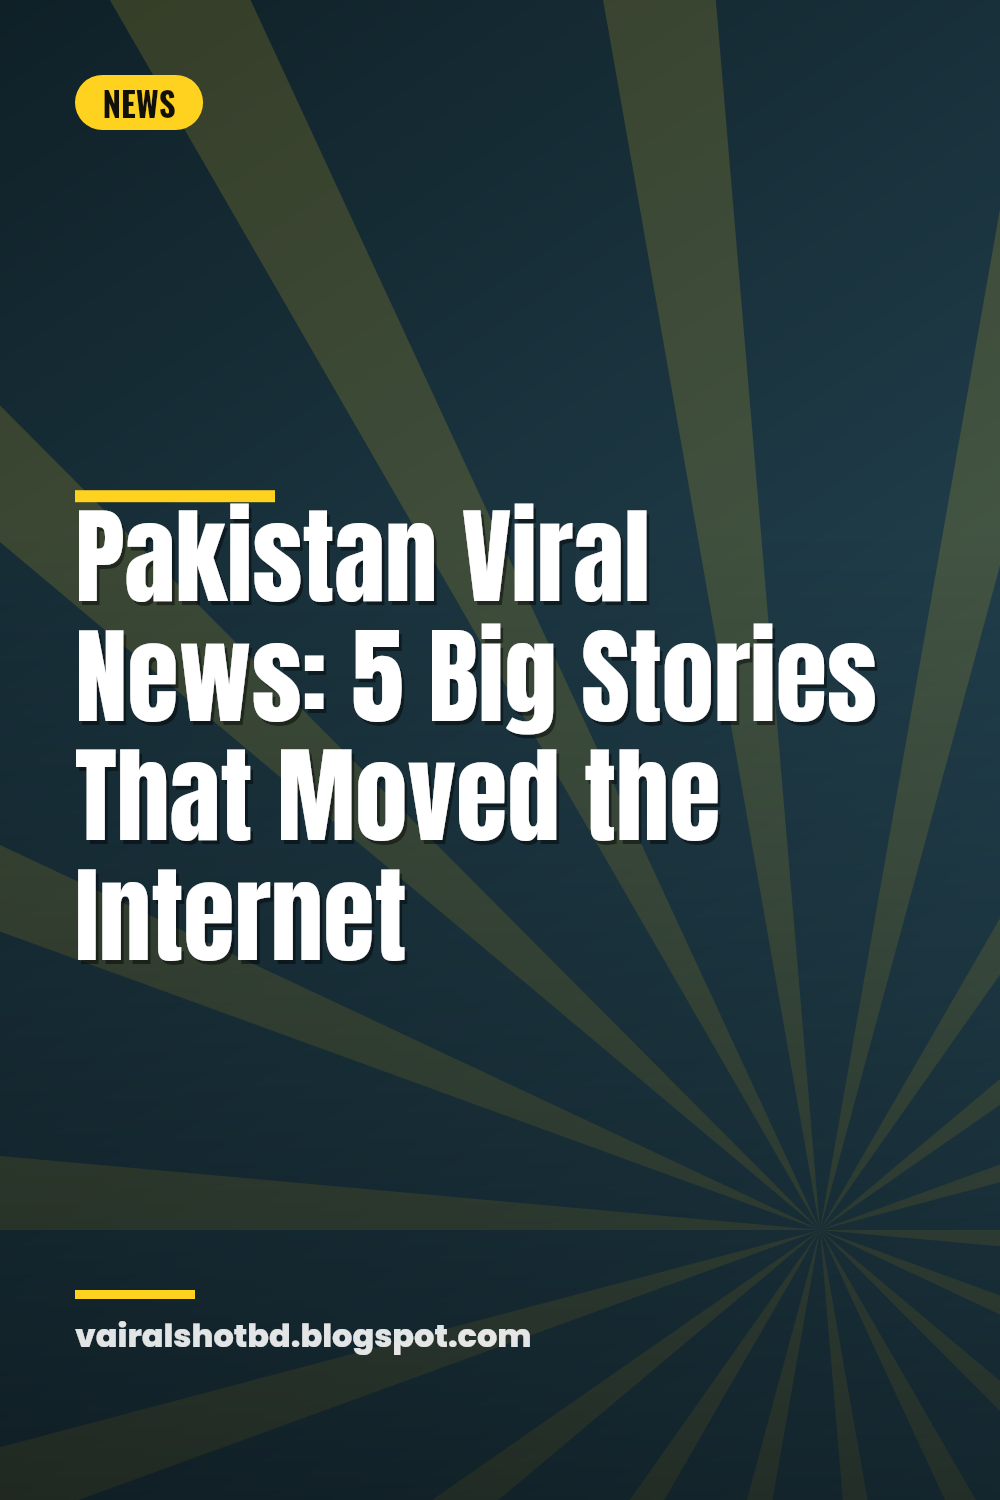 NEWS
Pakistan Viral
News: 5 Big Stories
That Moved the
Internet
vairalshotbd.blogspot.com